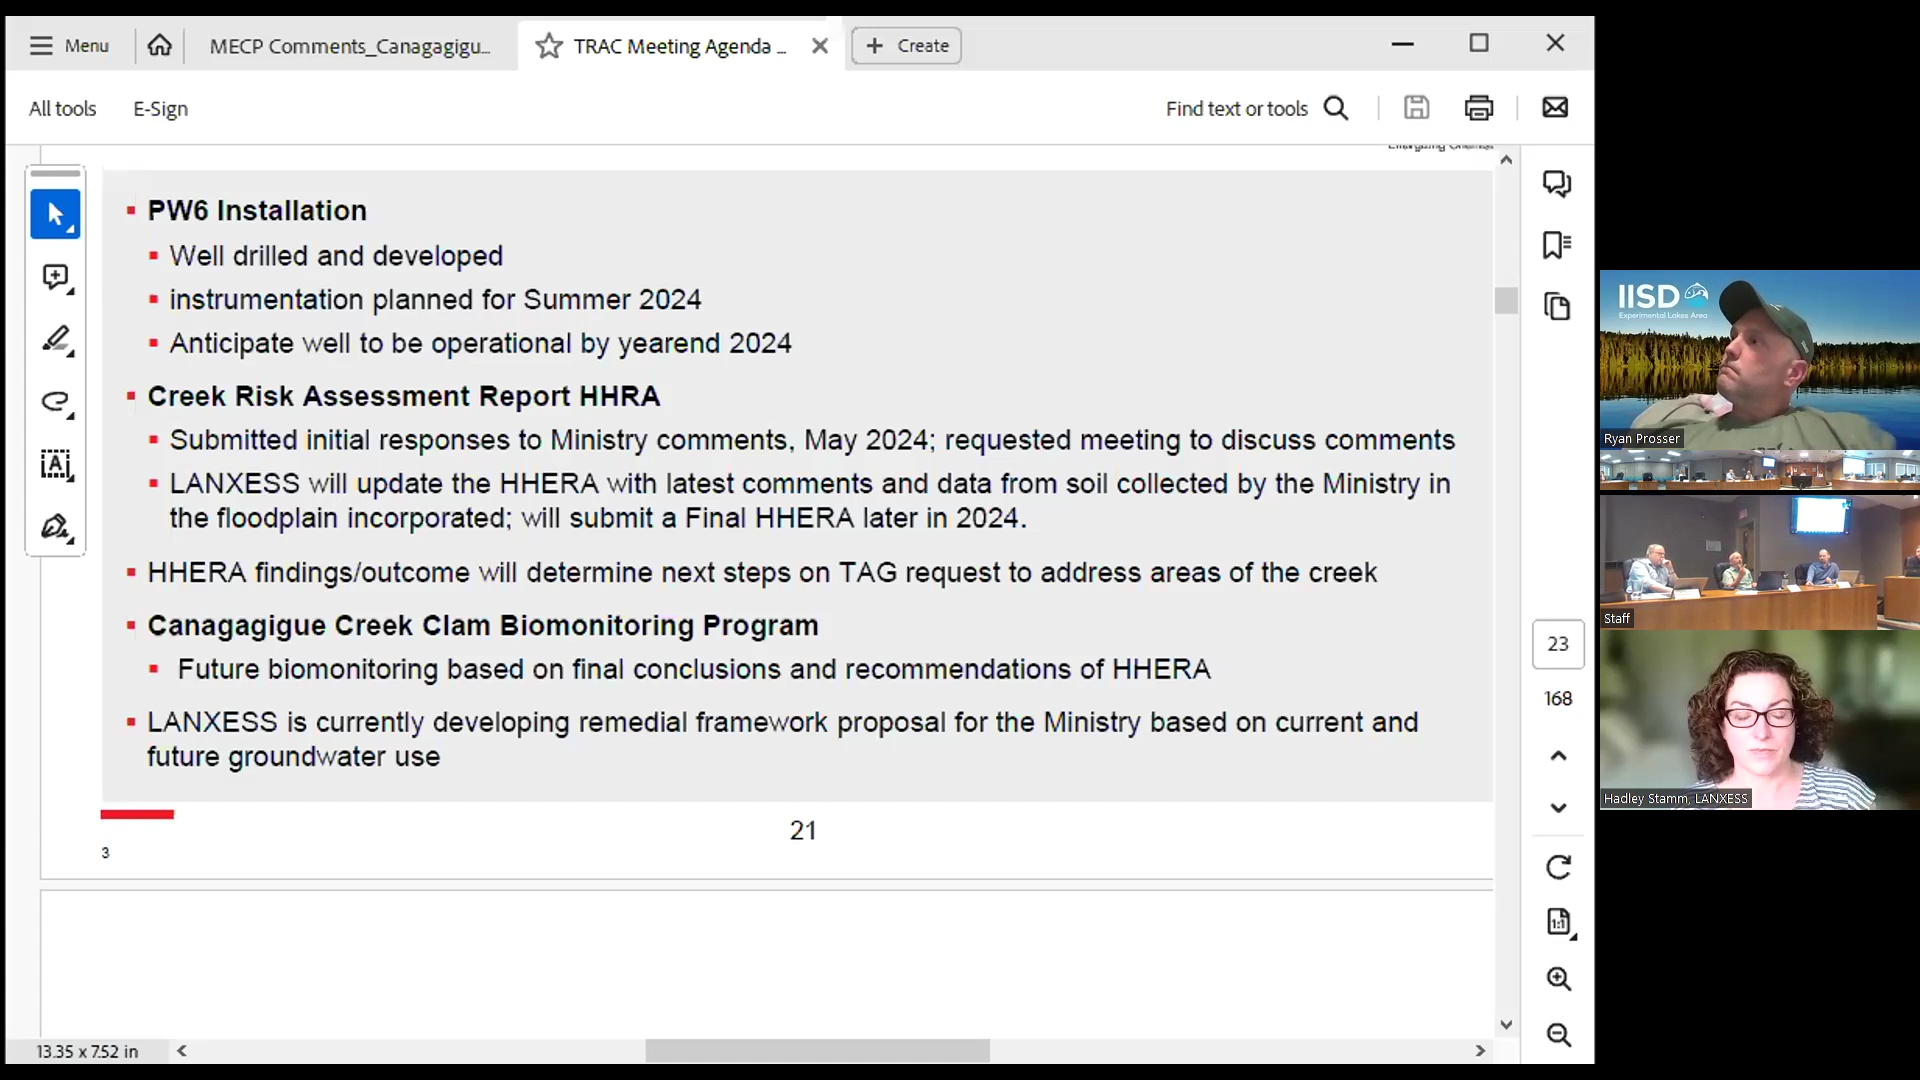 Menu
MECP Comments_Canagagigu...
TRAC Meeting Agenda ...
Create
All tools
E-Sign
Find text or tools
PW6 Installation
Well drilled and developed
instrumentation planned for Summer 2024
Anticipate well to be operational by yearend 2024
Creek Risk Assessment Report HHRA
Submitted initial responses to Ministry comments, May 2024; requested meeting to discuss comments
LANXESS will update the HHERA with latest comments and data from soil collected by the Ministry in
the floodplain incorporated; will submit a Final HHERA later in 2024.
HHERA findings/outcome will determine next steps on TAG request to address areas of the creek
Canagagigue Creek Clam Biomonitoring Program
Future biomonitoring based on final conclusions and recommendations of HHERA
LANXESS is currently developing remedial framework proposal for the Ministry based on current and
future groundwater use
21
3
23
168
13.35 x 7.52 in
IISD
Experimental Lakes Area
Ryan Prosser
Staff
Hadley Stamm, LANXESS